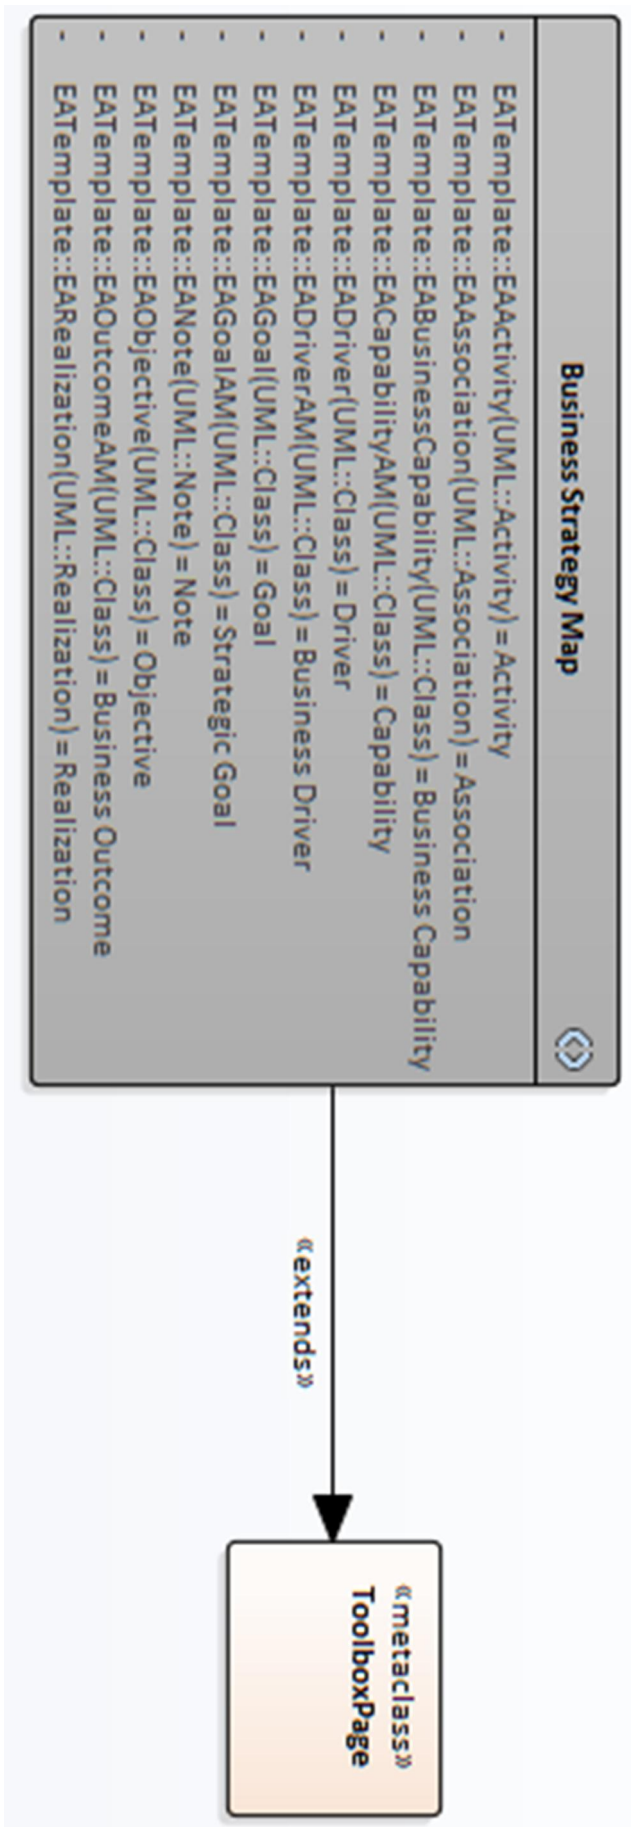 Business Strategy Map
- EATemplate::EAActivity(UML::Activity) = Activity
- EATemplate::EAAssociation(UML::Association) = Association
- EATemplate::EABusinessCapability(UML::Class) = Business Capability
- EATemplate::EACapabilityAM(UML::Class) = Capability
- EATemplate::EADriver(UML::Class) = Driver
- EATemplate::EADriverAM(UML::Class) = Business Driver
- EATemplate::EAGoal(UML::Class) = Goal
- EATemplate::EAGoalAM(UML::Class) = Strategic Goal
- EATemplate::EANote(UML::Note) = Note
- EATemplate::EAObjective(UML::Class) = Objective
- EATemplate::EAOutcomeAM(UML::Class) = Business Outcome
- EATemplate::EARealization(UML::Realization) = Realization
«extends»
«metaclass»
ToolboxPage